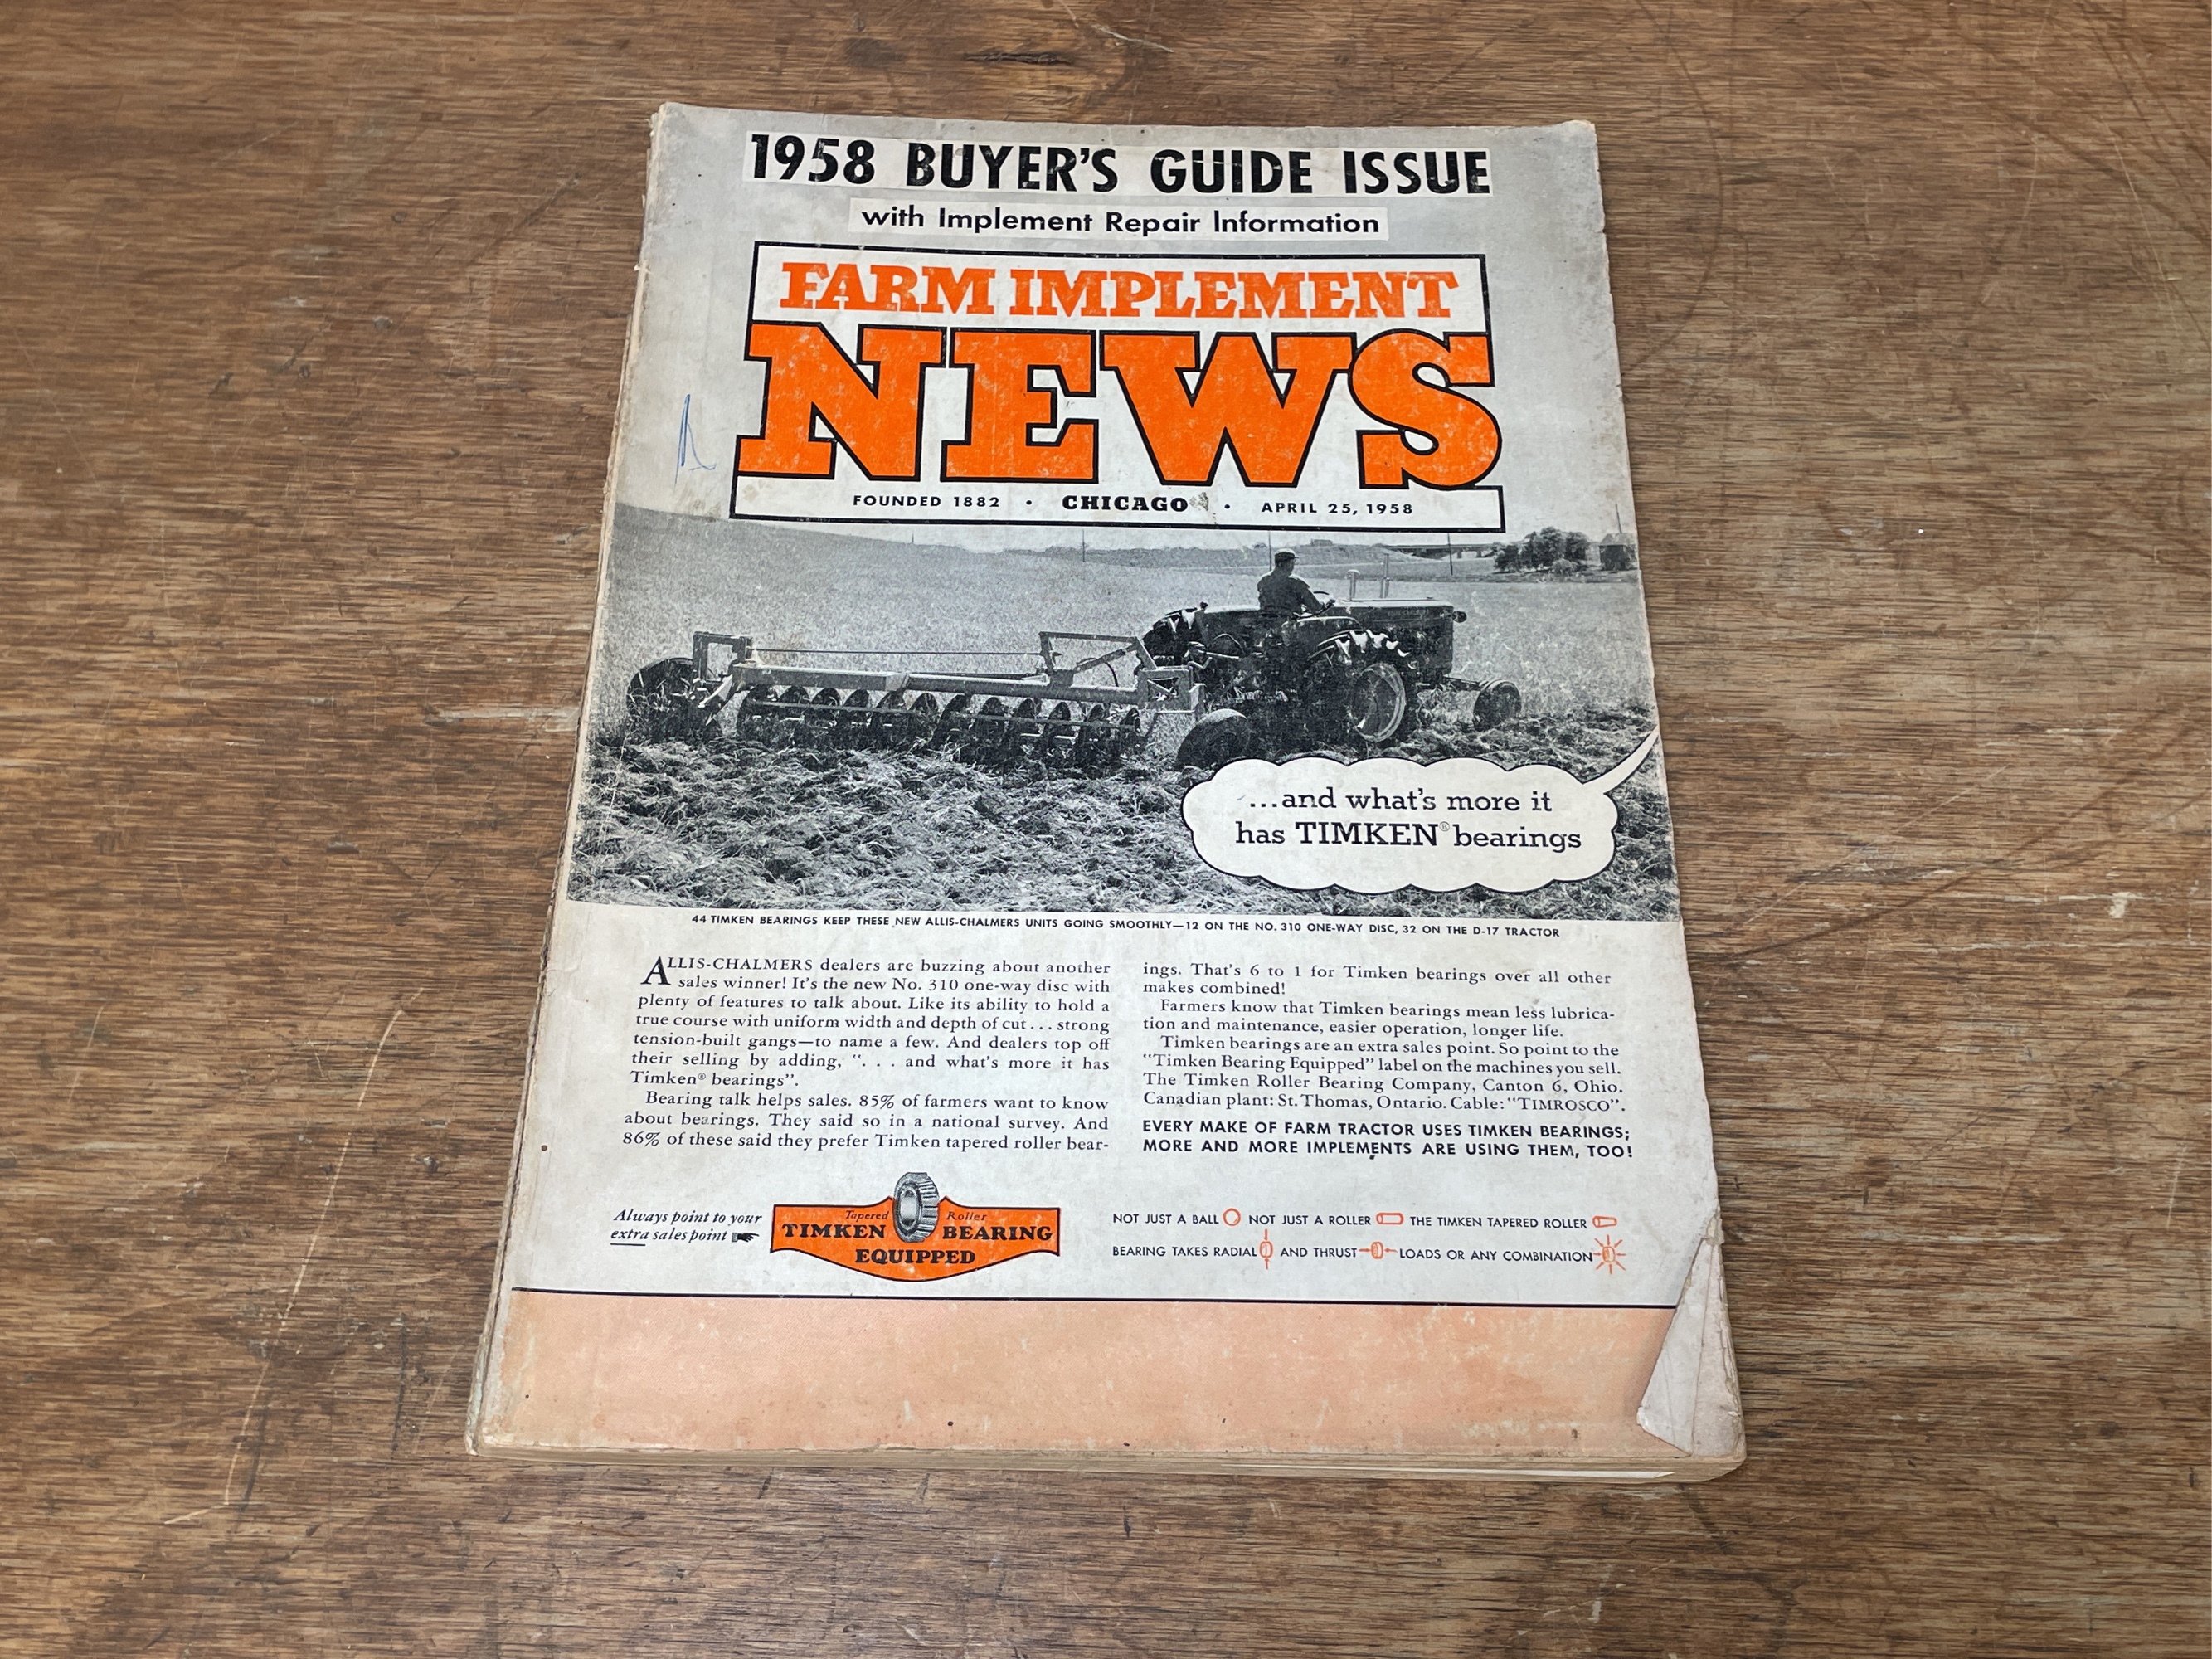 1958 BUYER'S GUIDE ISSUE
with Implement Repair Information
FARM IMPLEMENT
NEWS
FOUNDED 1882 • CHICAGO • APRIL 25, 1958
...and what's more it
has TIMKEN® bearings
44 TIMKEN BEARINGS KEEP THESE NEW ALLIS-CHALMERS UNITS GOING SMOOTHLY—12 ON THE NO. 310 ONE-WAY DISC, 32 ON THE D-17 TRACTOR
ALLIS-CHALMERS dealers are buzzing about another
sales winner! It's the new No. 310 one-way disc with
plenty of features to talk about. Like its ability to hold a
true course with uniform width and depth of cut . . . strong
tension-built gangs—to name a few. And dealers top off
their selling by adding, ". . . and what's more it has
Timken® bearings".
Bearing talk helps sales. 85% of farmers want to know
about bearings. They said so in a national survey. And
86% of these said they prefer Timken tapered roller bear-
ings. That's 6 to 1 for Timken bearings over all other
makes combined!
Farmers know that Timken bearings mean less lubrica-
tion and maintenance, easier operation, longer life.
Timken bearings are an extra sales point. So point to the
"Timken Bearing Equipped" label on the machines you sell.
The Timken Roller Bearing Company, Canton 6, Ohio.
Canadian plant: St. Thomas, Ontario. Cable: "TIMROSCO".
EVERY MAKE OF FARM TRACTOR USES TIMKEN BEARINGS;
MORE AND MORE IMPLEMENTS ARE USING THEM, TOO!
Always point to your
extra sales point
Tapered Roller
TIMKEN BEARING
EQUIPPED
NOT JUST A BALL NOT JUST A ROLLER THE TIMKEN TAPERED ROLLER
BEARING TAKES RADIAL AND THRUST LOADS OR ANY COMBINATION